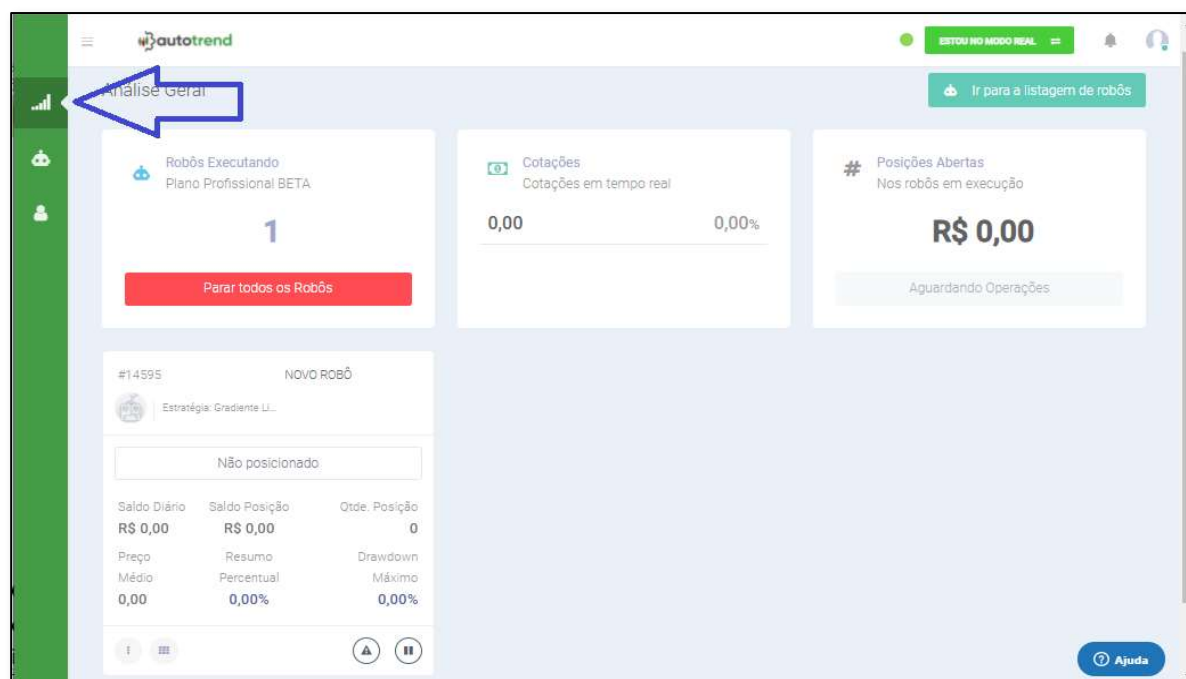 autotrend
ESTOU NO MODO REAL
Análise Geral
Ir para a listagem de robôs
Robôs Executando
Plano Profissional BETA
1
Parar todos os Robôs
Cotações
Cotações em tempo real
0,00 0,00%
# Posições Abertas
Nos robôs em execução
R$ 0,00
Aguardando Operações
#14595 NOVO ROBÔ
Estratégia: Gradiente Li...
Não posicionado
Saldo Diário Saldo Posição Qtde. Posição
R$ 0,00 R$ 0,00 0
Preço Resumo Drawdown
Médio Percentual Máximo
0,00 0,00% 0,00%
Ajuda